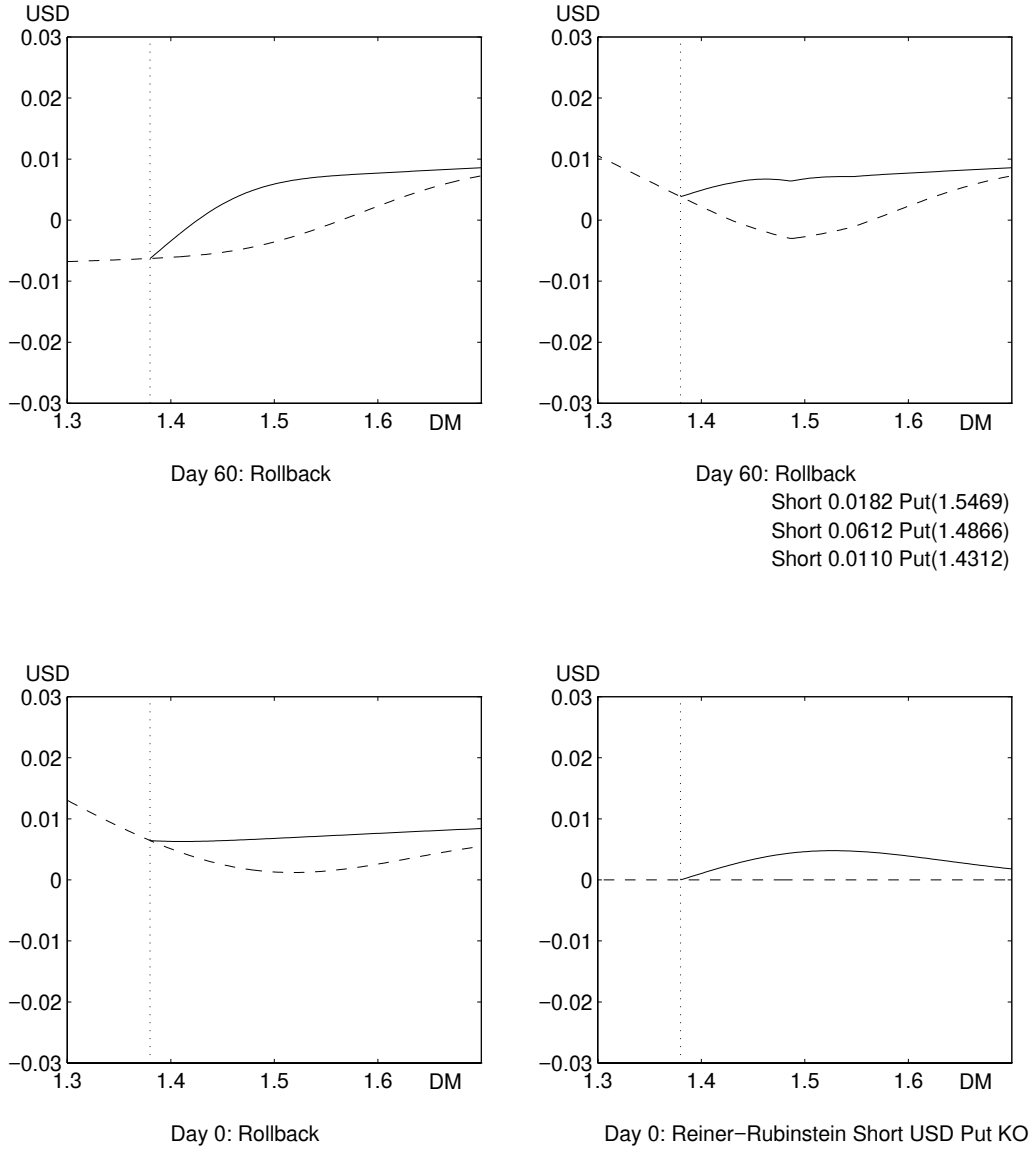 USD
0.03
0.02
0.01
0
−0.01
−0.02
−0.03
1.3 1.4 1.5 1.6 DM
Day 60: Rollback
USD
0.03
0.02
0.01
0
−0.01
−0.02
−0.03
1.3 1.4 1.5 1.6 DM
Day 60: Rollback
Short 0.0182 Put(1.5469)
Short 0.0612 Put(1.4866)
Short 0.0110 Put(1.4312)
USD
0.03
0.02
0.01
0
−0.01
−0.02
−0.03
1.3 1.4 1.5 1.6 DM
Day 0: Rollback
USD
0.03
0.02
0.01
0
−0.01
−0.02
−0.03
1.3 1.4 1.5 1.6 DM
Day 0: Reiner−Rubinstein Short USD Put KO